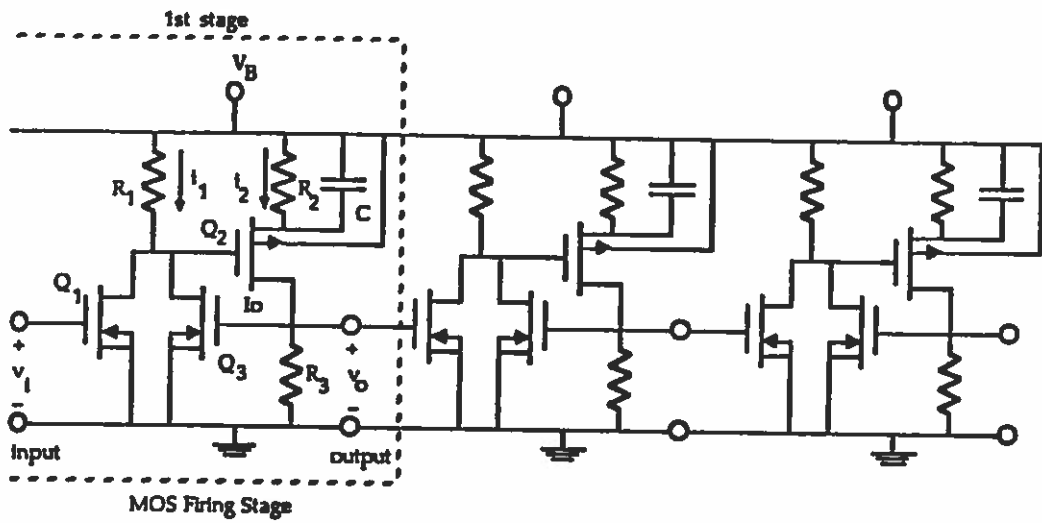 1st stage
V_B
R_1
i_1
i_2
R_2
C
Q_2
Q_1
I_D
Q_3
R_3
+
v_i
-
+
v_o
-
input
output
MOS Firing Stage